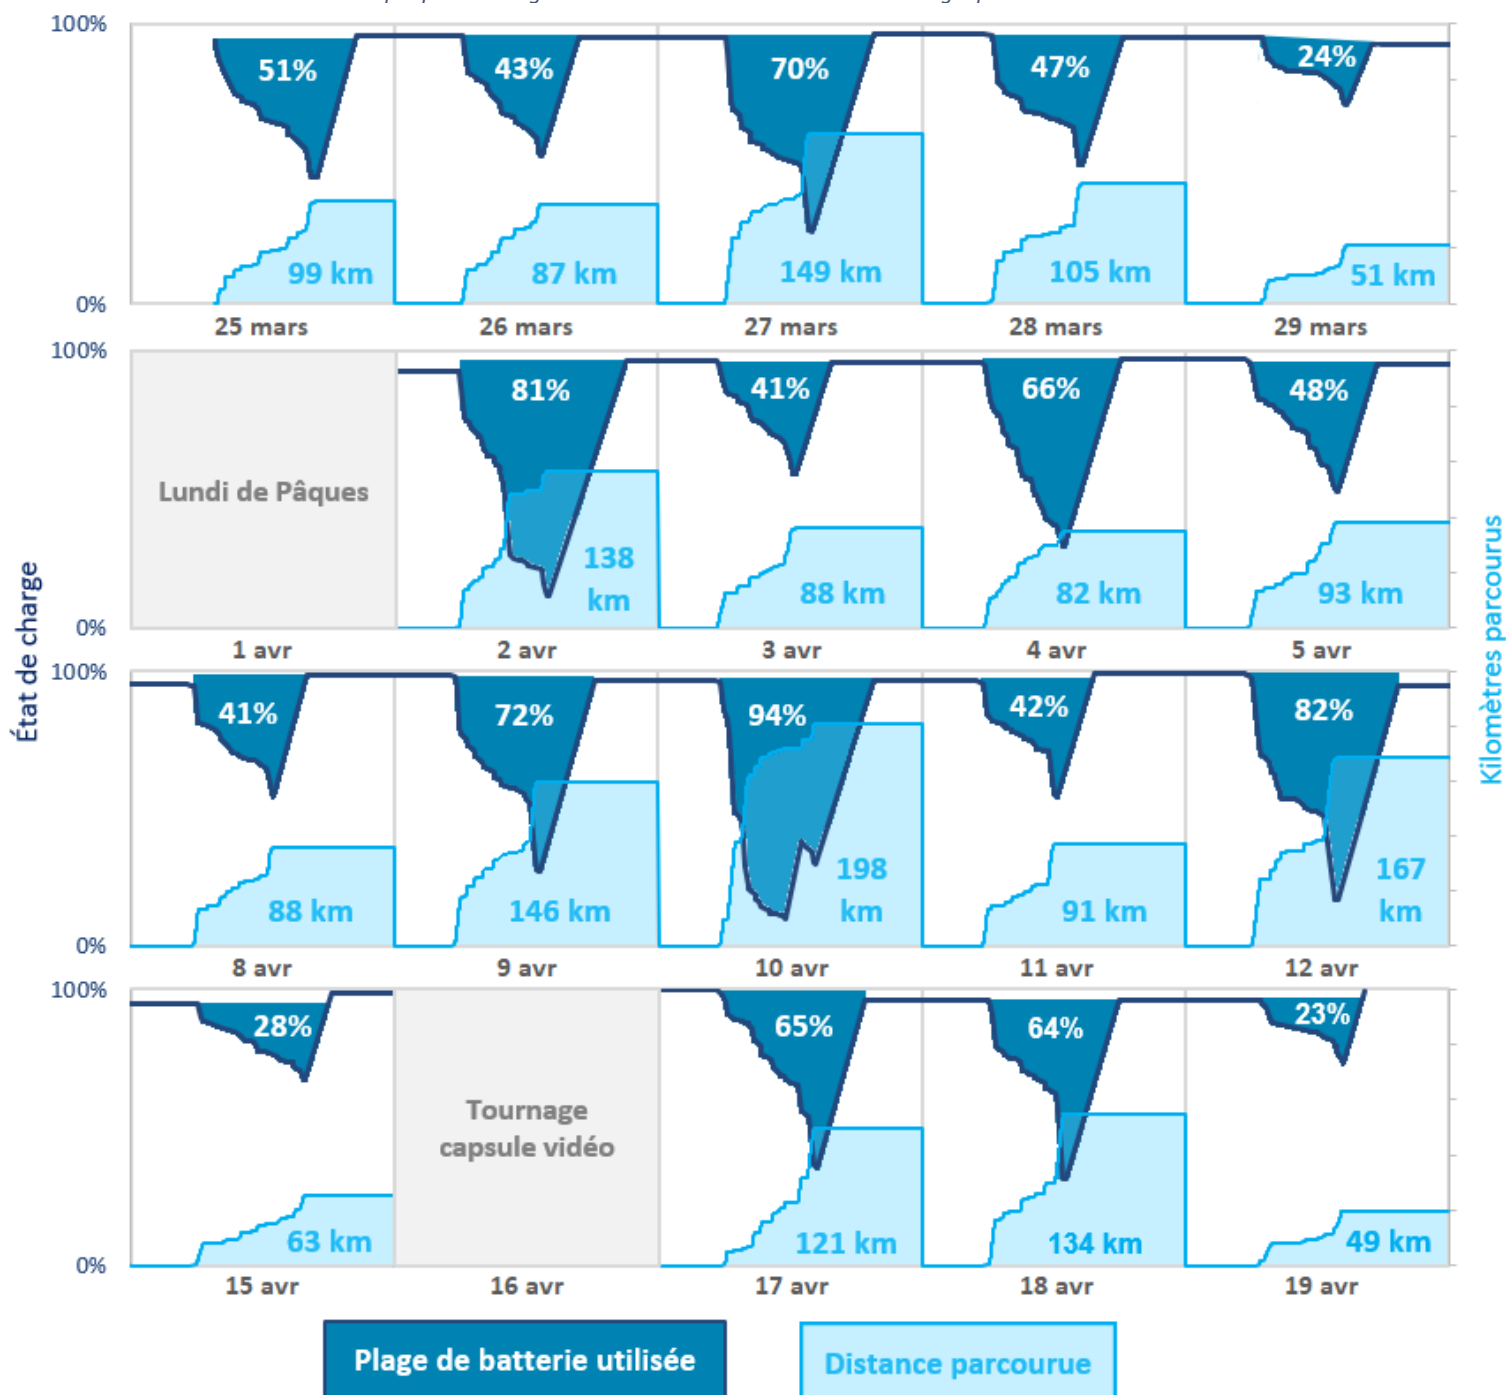 100%
51%
43%
70%
47%
24%
99 km
87 km
149 km
105 km
51 km
0%
25 mars
26 mars
27 mars
28 mars
29 mars
100%
81%
41%
66%
48%
Lundi de Pâques
138
km
88 km
82 km
93 km
0%
1 avr
2 avr
3 avr
4 avr
5 avr
État de charge
Kilomètres parcourus
100%
41%
72%
94%
42%
82%
88 km
146 km
198
km
91 km
167
km
0%
8 avr
9 avr
10 avr
11 avr
12 avr
100%
28%
65%
64%
23%
Tournage
capsule vidéo
63 km
121 km
134 km
49 km
0%
15 avr
16 avr
17 avr
18 avr
19 avr
Plage de batterie utilisée
Distance parcourue